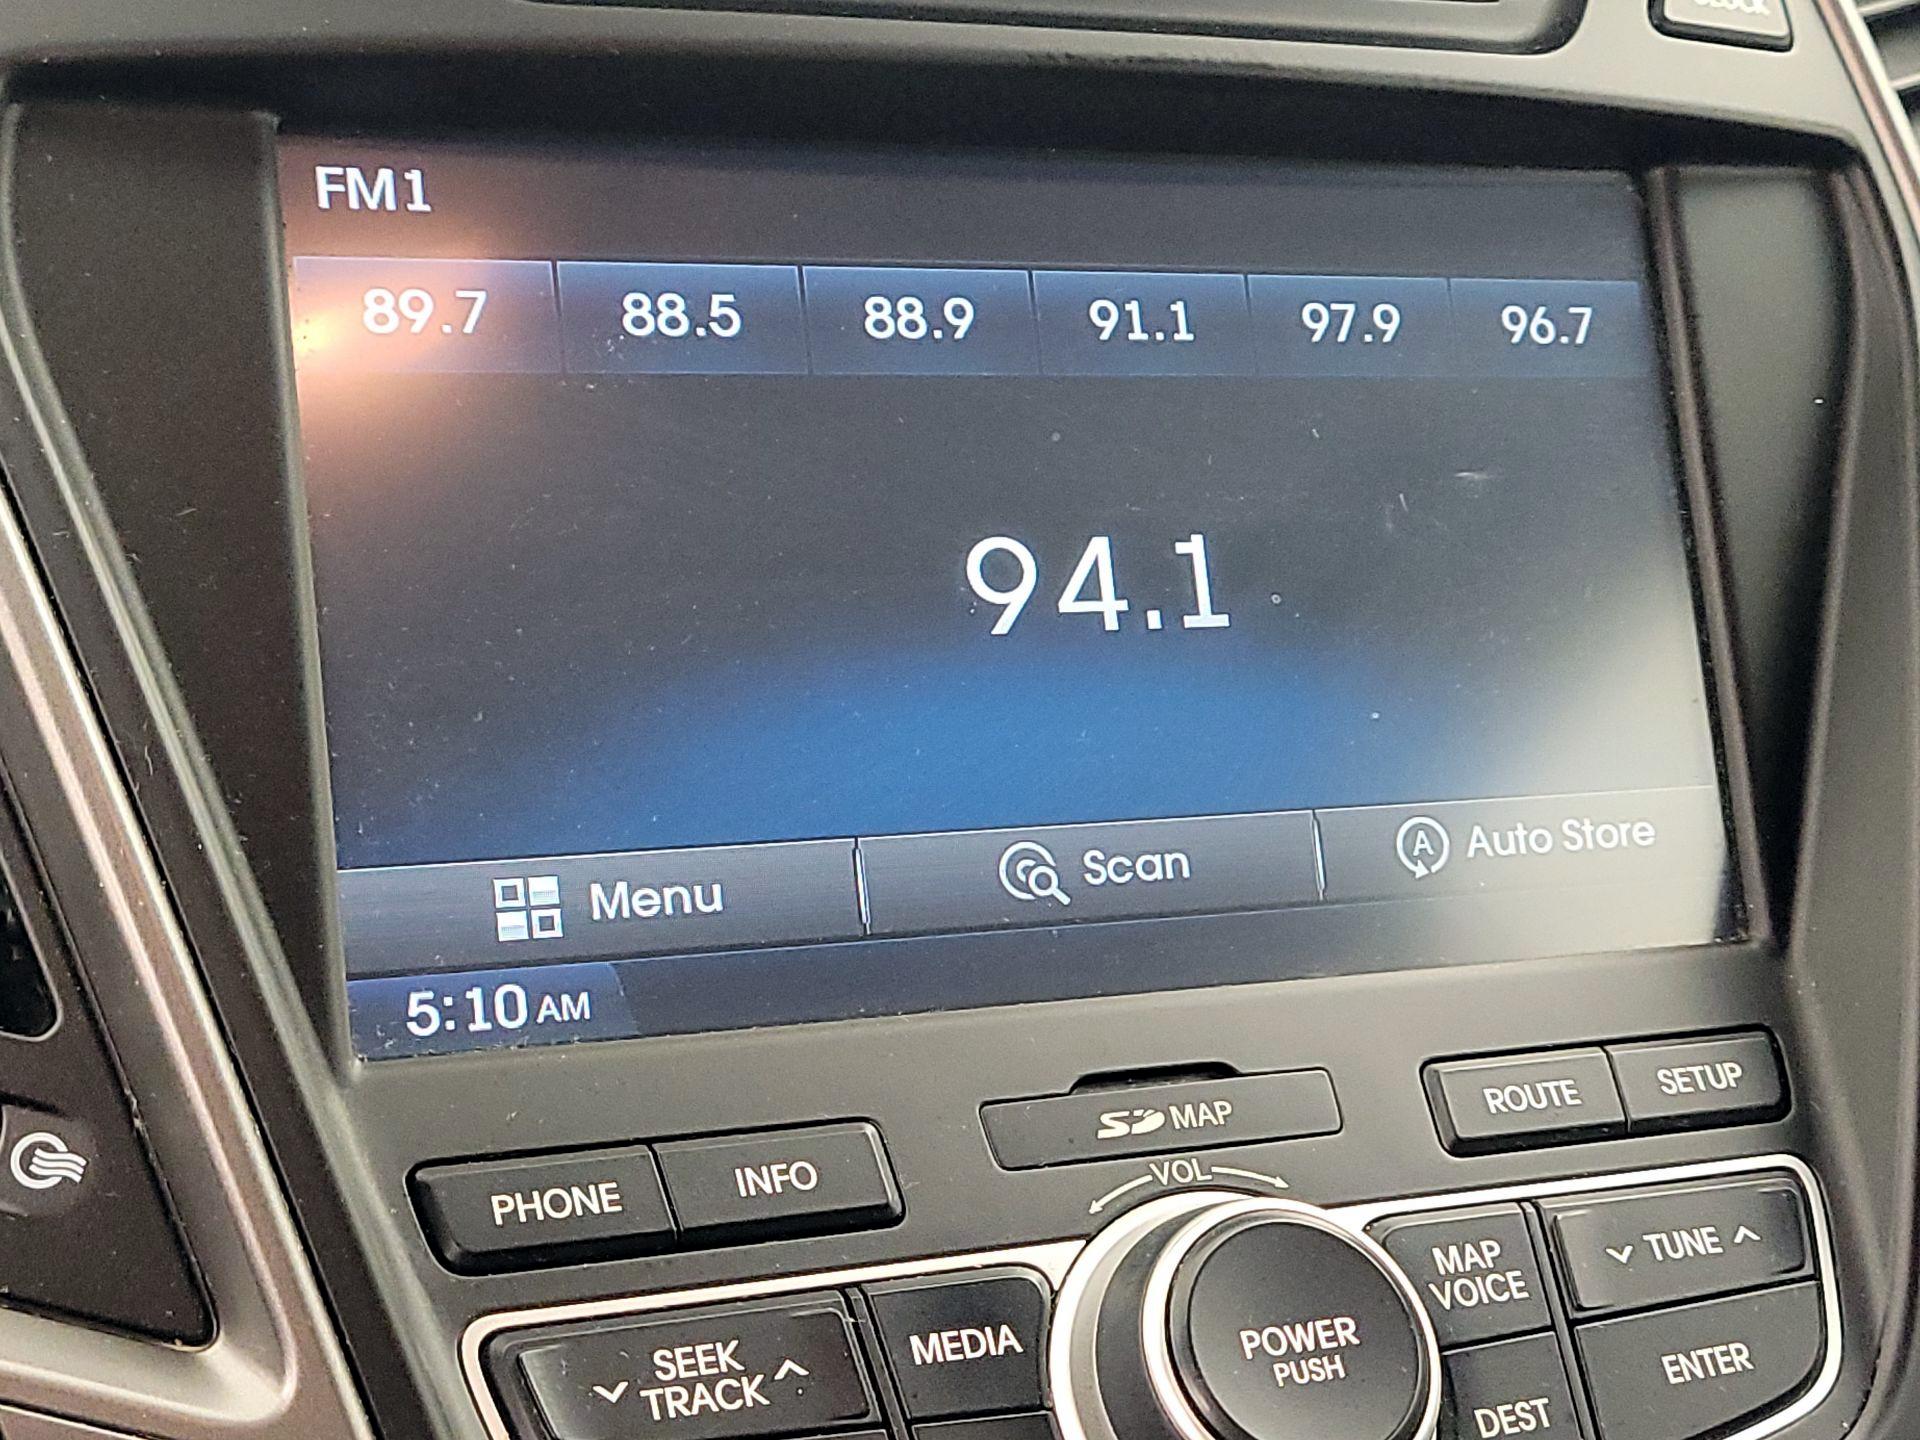 CLOCK
FM1
89.7 88.5 88.9 91.1 97.9 96.7
94.1
Menu Scan Auto Store
5:10 AM
SD MAP
ROUTE SETUP
PHONE INFO
VOL
MAP VOICE
TUNE
SEEK TRACK
MEDIA
POWER PUSH
ENTER
DEST